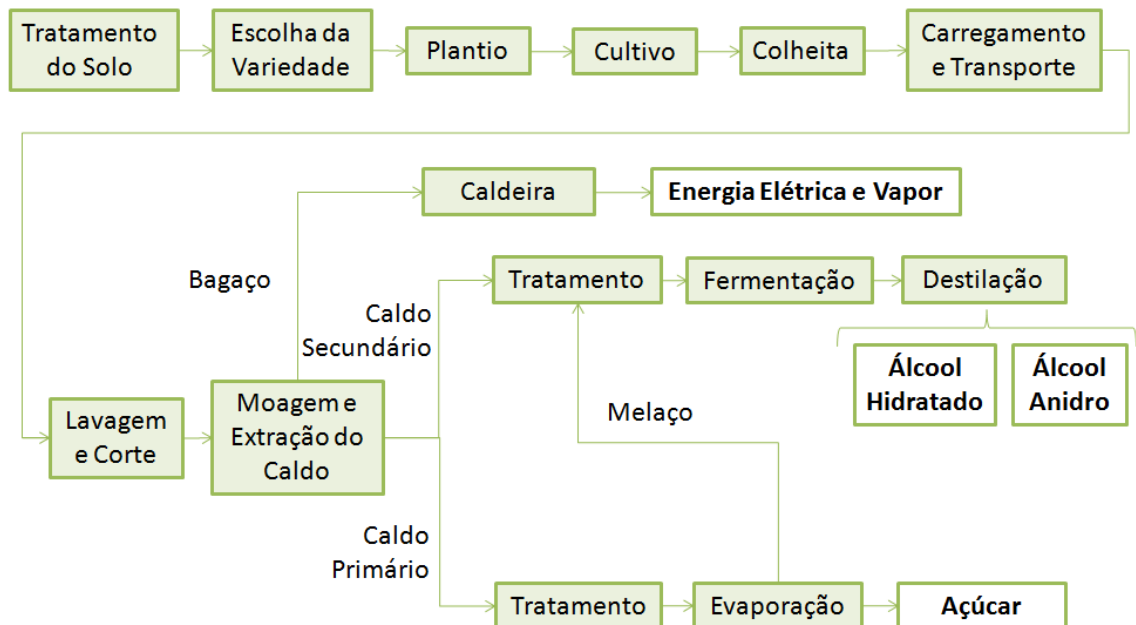 Tratamento
do Solo
Escolha da
Variedade
Plantio
Cultivo
Colheita
Carregamento
e Transporte
Caldeira
Energia Elétrica e Vapor
Bagaço
Tratamento
Fermentação
Destilação
Caldo
Secundário
Álcool
Hidratado
Álcool
Anidro
Lavagem
e Corte
Moagem e
Extração do
Caldo
Melaço
Caldo
Primário
Tratamento
Evaporação
Açúcar